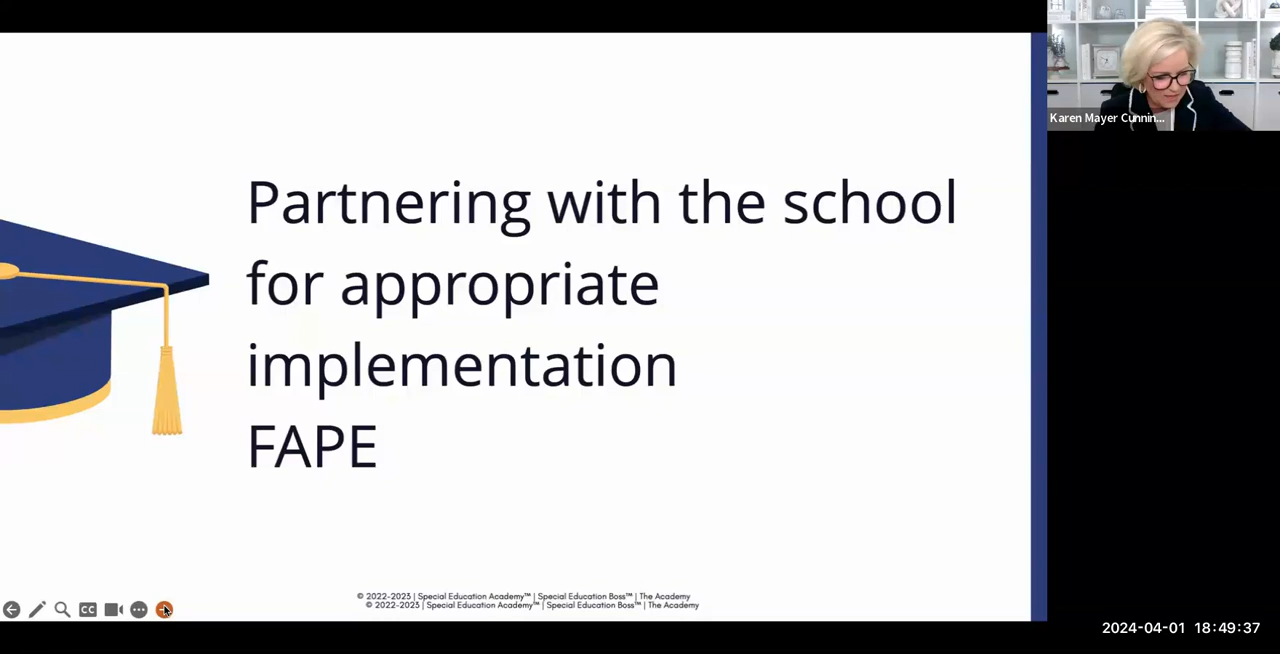 Partnering with the school
for appropriate
implementation
FAPE
Karen Mayer Cunnin...
CC
© 2022-2023 | Special Education Academy™ | Special Education Boss™ | The Academy
© 2022-2023 | Special Education Academy™ | Special Education Boss™ | The Academy
2024-04-01 18:49:37